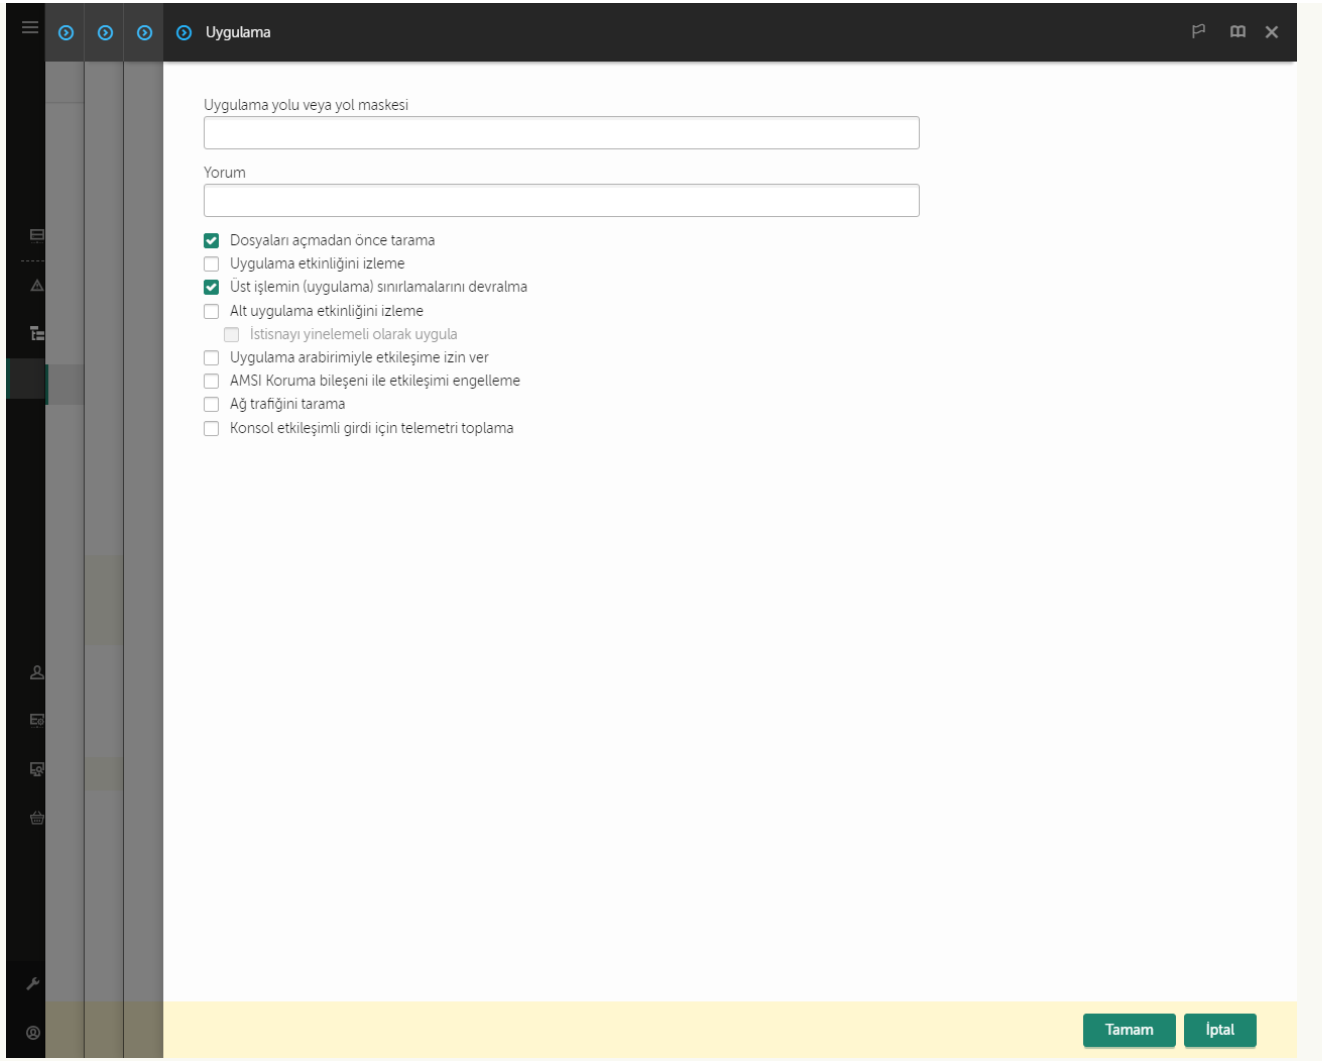 Uygulama
Uygulama yolu veya yol maskesi
Yorum
Dosyaları açmadan önce tarama
Uygulama etkinliğini izleme
Üst işlemin (uygulama) sınırlamalarını devralma
Alt uygulama etkinliğini izleme
İstisnayı yinelemeli olarak uygula
Uygulama arabirimiyle etkileşime izin ver
AMSI Koruma bileşeni ile etkileşimi engelleme
Ağ trafiğini tarama
Konsol etkileşimli girdi için telemetri toplama
Tamam İptal